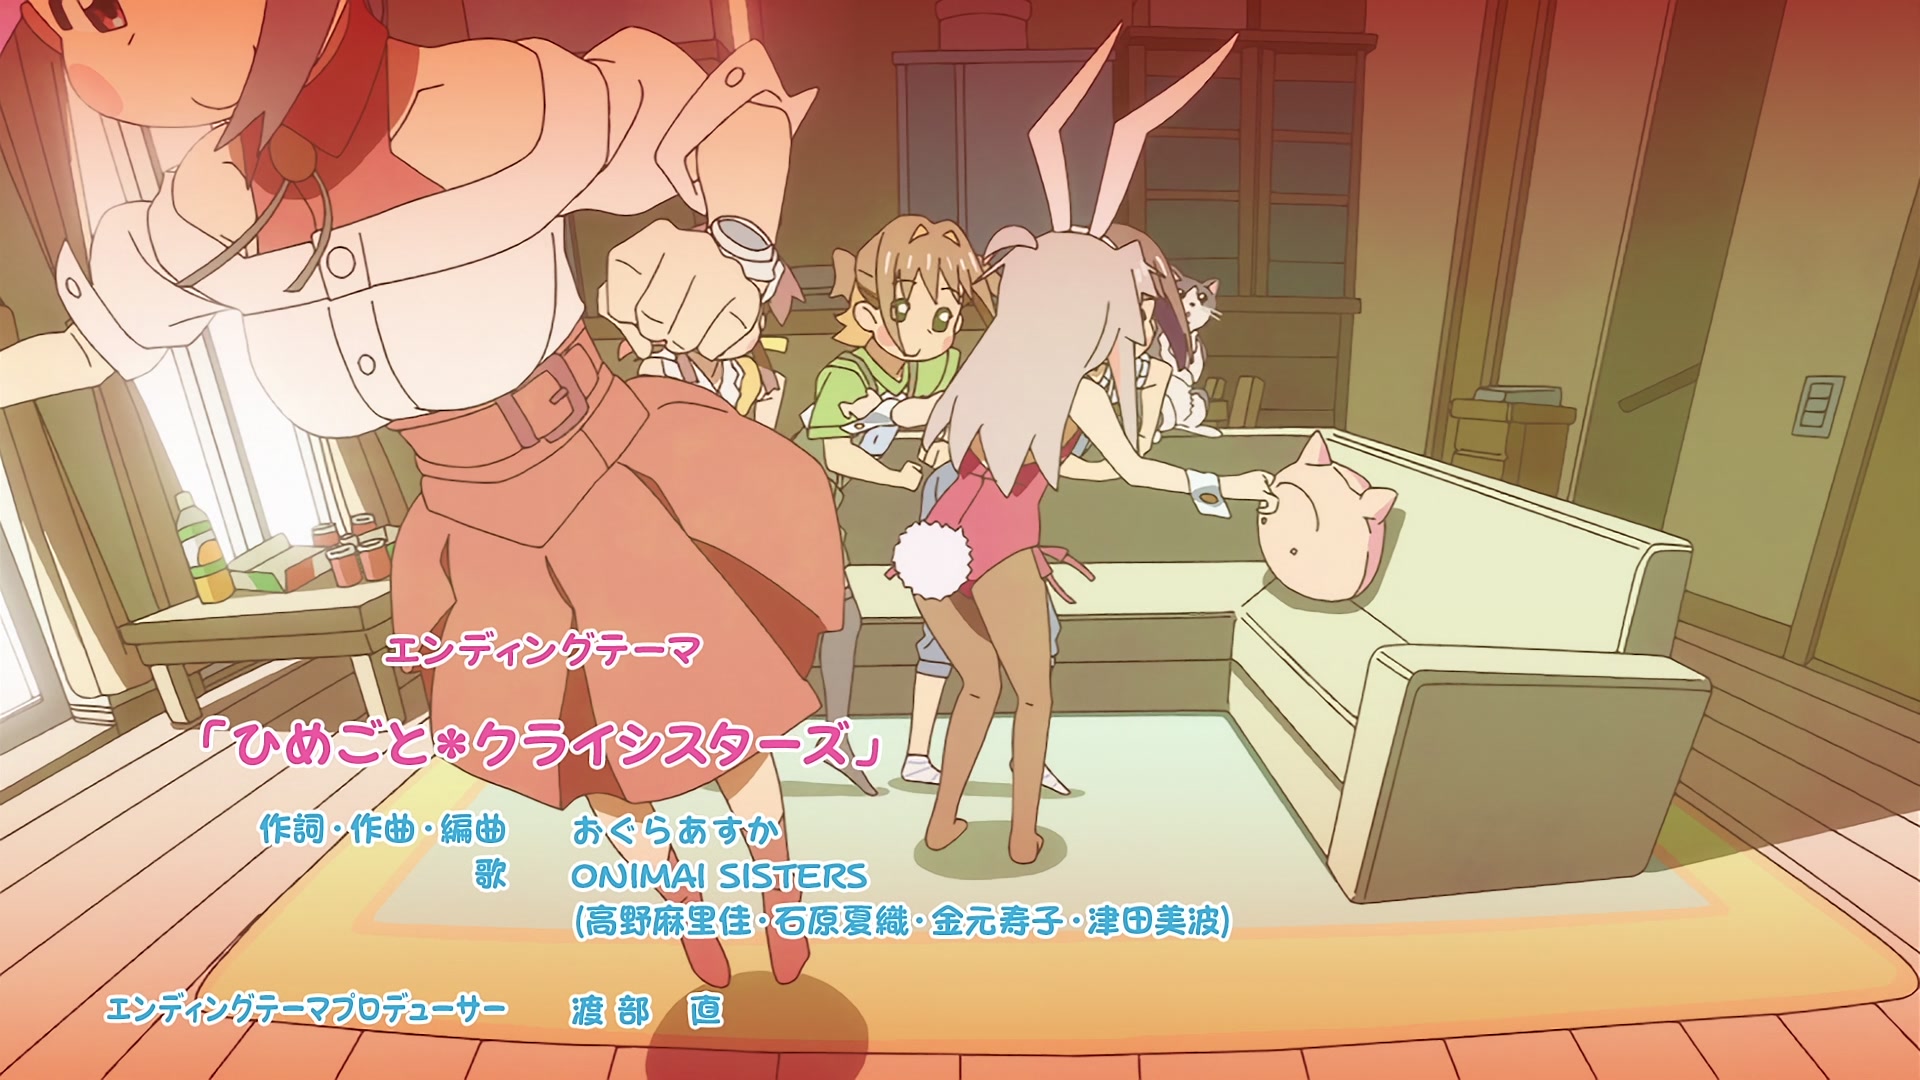 エンディングテーマ
「ひめごと*クライシスターズ」
作詞・作曲・編曲 おぐらあすか
歌 ONIMAI SISTERS
(高野麻里佳・石原夏織・金元寿子・津田美波)
エンディングテーマプロデューサー 渡部 直